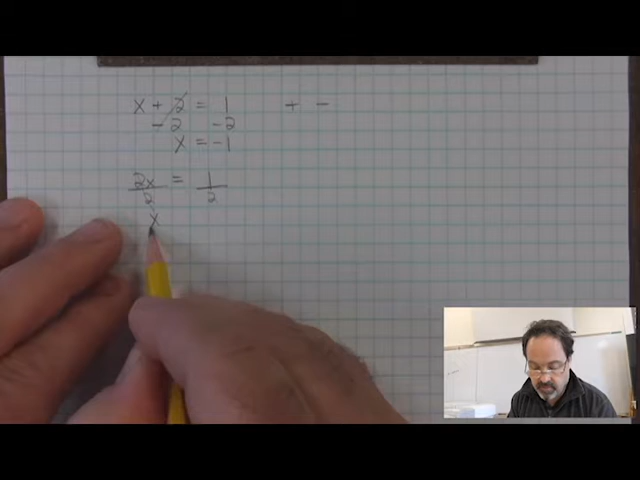 x + 2 = 1 + -
- 2 - 2
x = -1
2x = 1
2 2
x